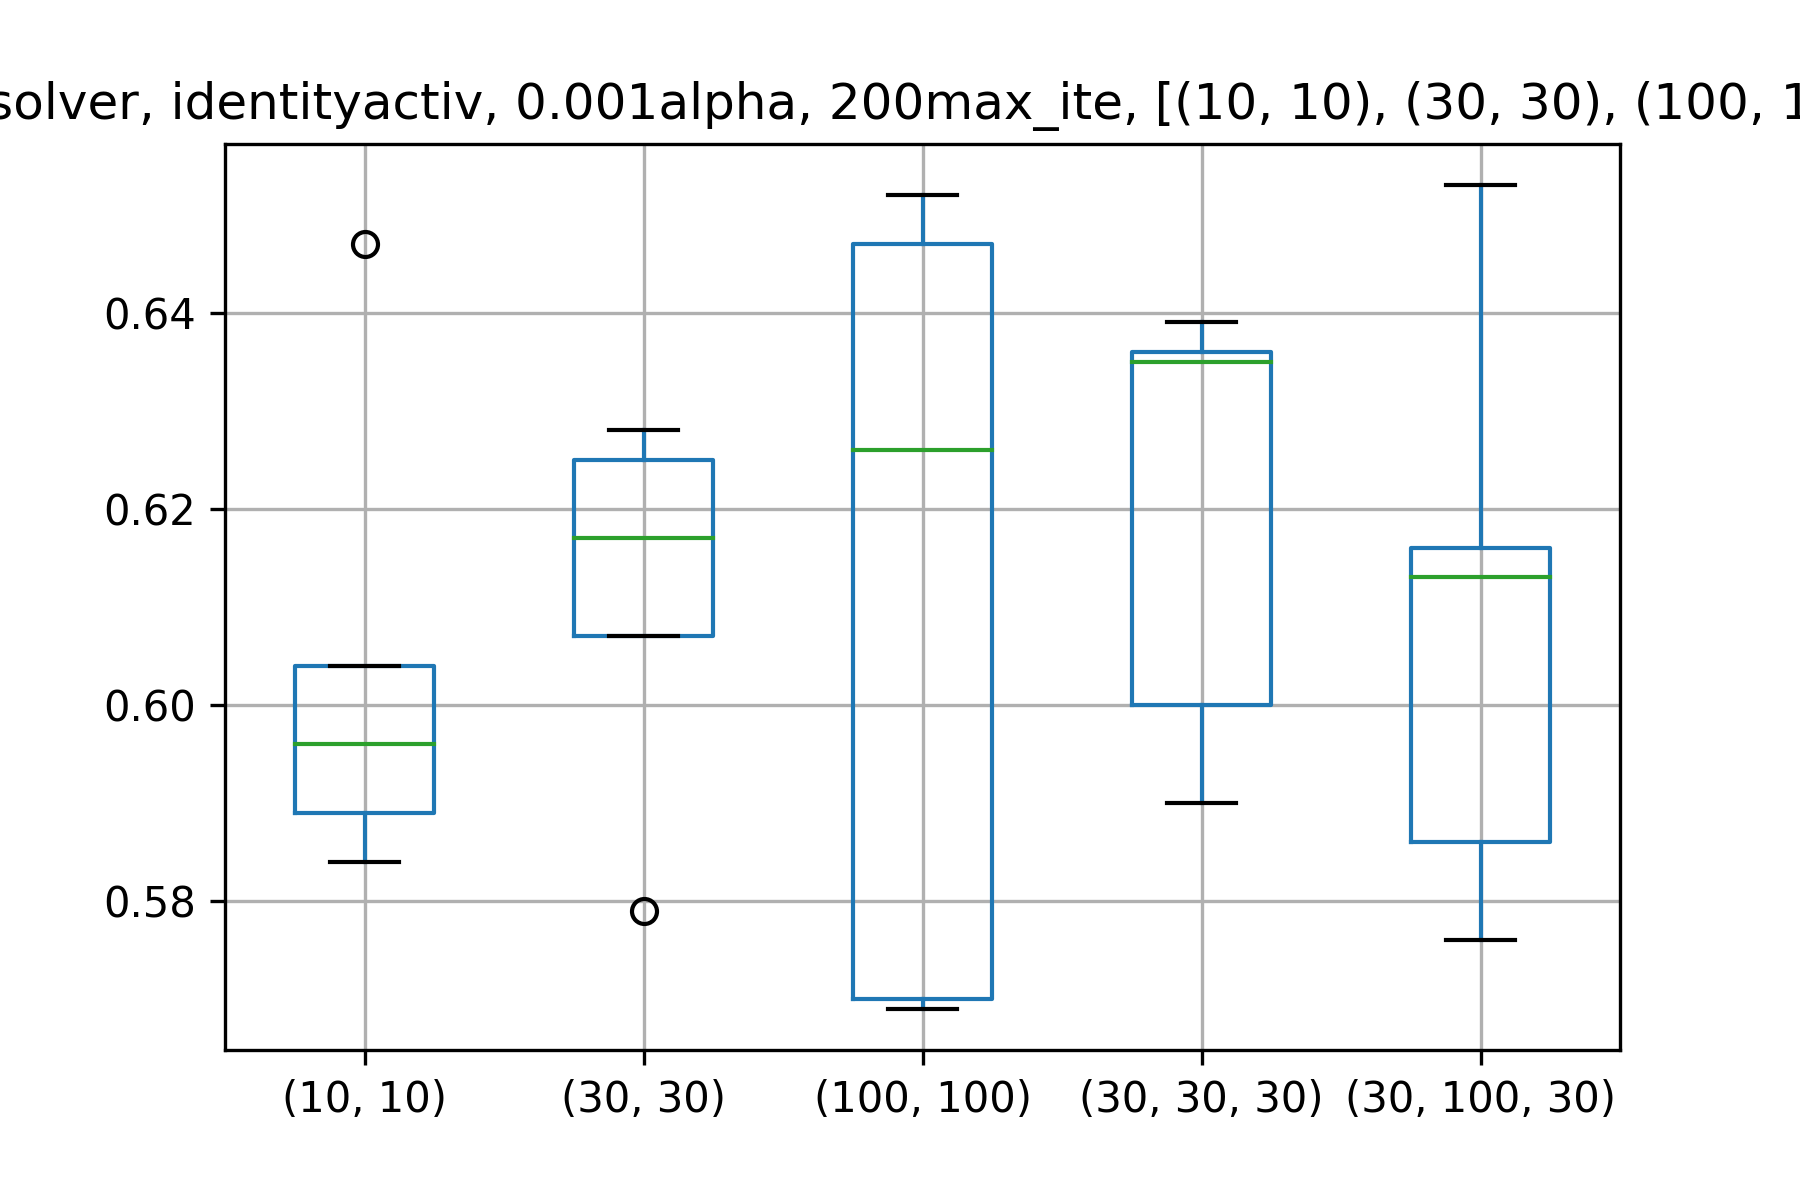 solver, identityactiv, 0.001alpha, 200max_ite, [(10, 10), (30, 30), (100, 1
0.64
0.62
0.60
0.58
(10, 10) (30, 30) (100, 100) (30, 30, 30) (30, 100, 30)